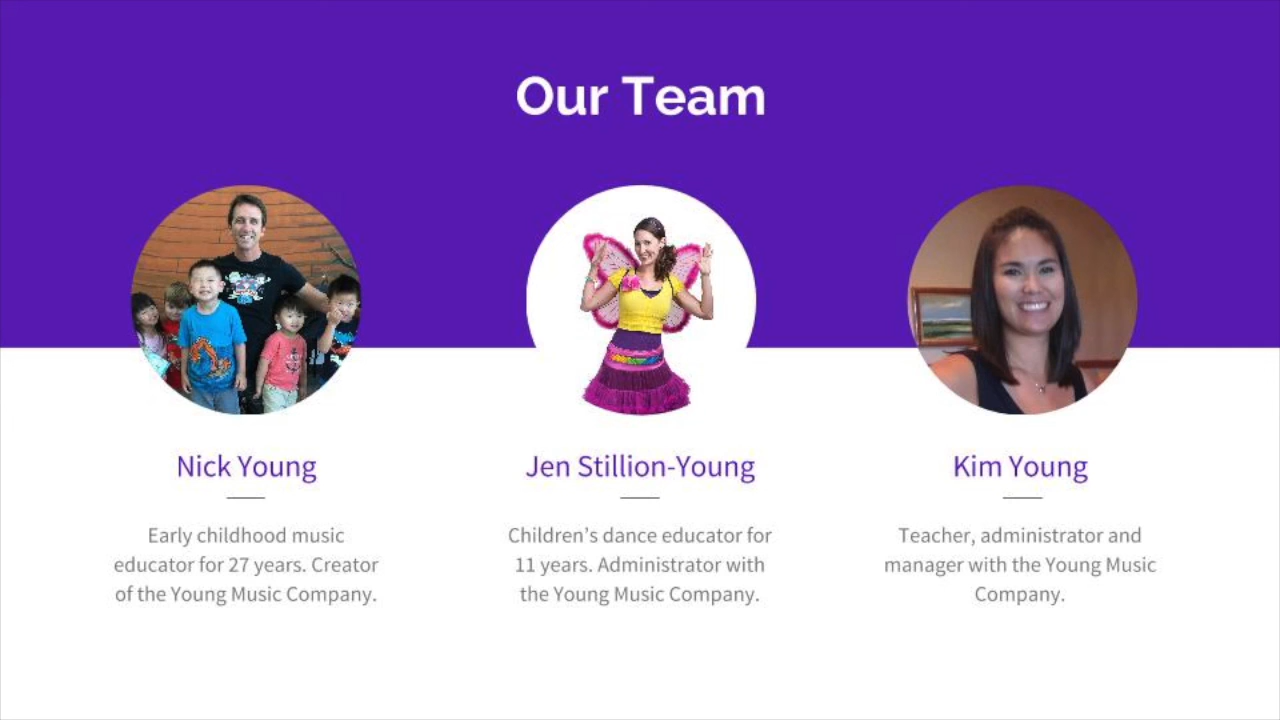 Our Team
Nick Young
Early childhood music
educator for 27 years. Creator
of the Young Music Company.
Jen Stillion-Young
Children’s dance educator for
11 years. Administrator with
the Young Music Company.
Kim Young
Teacher, administrator and
manager with the Young Music
Company.